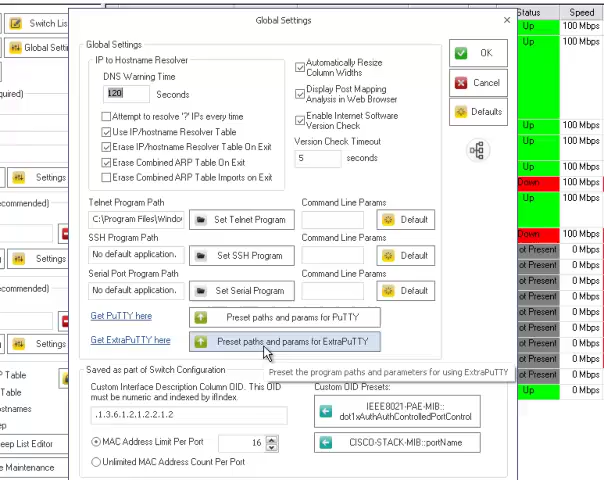 Switch Lis
Global Settin
quired)
Settings
ecommended)
Settings
ecommended)
Settings
P Table
Table
ostnames
ep
eep List Editor
e Maintenance
Global Settings
Global Settings
IP to Hostname Resolver
DNS Warning Time
120 Seconds
Attempt to resolve '?' IPs every time
Use IP/hostname Resolver Table
Erase IP/hostname Resolver Table On Exit
Erase Combined ARP Table On Exit
Erase Combined ARP Table Imports on Exit
Automatically Resize
Column Widths
Display Post Mapping
Analysis in Web Browser
Enable Internet Software
Version Check
Version Check Timeout
5 seconds
OK
Cancel
Defaults
Telnet Program Path
Command Line Params
C:\Program Files\Windov
Set Telnet Program
Default
SSH Program Path
Command Line Params
No default application.
Set SSH Program
Default
Serial Port Program Path
Command Line Params
No default application.
Set Serial Program
Default
Get PuTTY here
Preset paths and params for PuTTY
Get ExtraPuTTY here
Preset paths and params for ExtraPuTTY
Preset the program paths and parameters for using ExtraPuTTY
Saved as part of Switch Configuration
Custom Interface Description Column OID. This OID
must be numeric and indexed by ifIndex.
.1.3.6.1.2.1.2.2.1.2
MAC Address Limit Per Port
16
Unlimited MAC Address Count Per Port
Custom OID Presets:
IEEE8021-PAE-MIB::
dot1xAuthAuthControlledPortControl
CISCO-STACK-MIB::portName
Status Speed
Up 100 Mbps
Up 100 Mbps
Up 100 Mbps
Up 100 Mbps
Up 100 Mbps
Down 100 Mbps
Up 100 Mbps
Down 100 Mbps
ot Present 0 Mbps
ot Present 0 Mbps
ot Present 0 Mbps
ot Present 0 Mbps
ot Present 0 Mbps
ot Present 0 Mbps
ot Present 0 Mbps
ot Present 0 Mbps
ot Present 0 Mbps
Up 0 Mbps